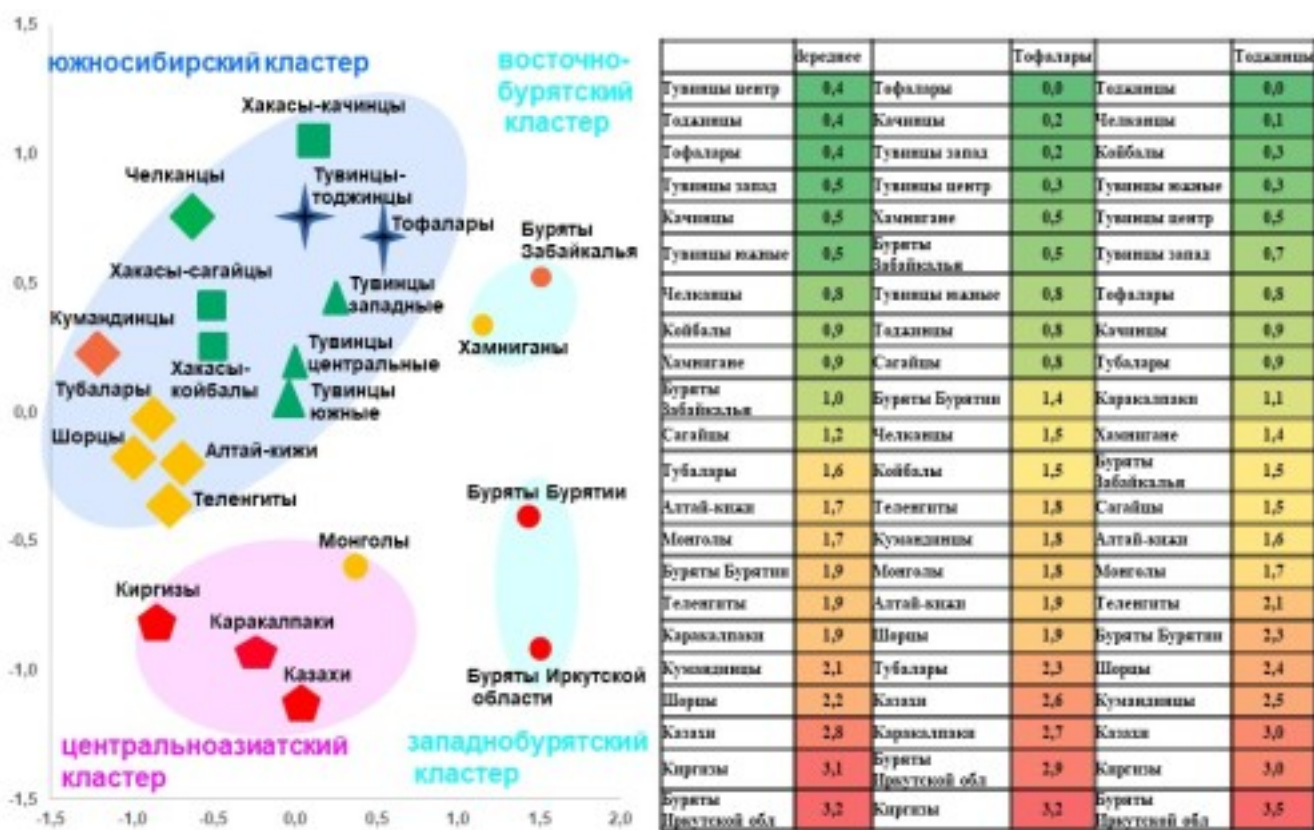 1,5
южносибирский кластер
восточно-
бурятский
кластер
Хакасы-качинцы
1,0
Челканцы
Тувинцы-
тоджинцы
Тофалары
Буряты
Забайкалья
Хакасы-сагайцы
0,5
Тувинцы
западные
Кумандинцы
Хамниганы
Тувинцы
центральные
Хакасы-
койбалы
Тубалары
Тувинцы
южные
0,0
Шорцы
Алтай-кижи
Теленгиты
Буряты Бурятии
-0,5
Монголы
Киргизы
Каракалпаки
-1,0
Казахи
Буряты Иркутской
области
центральноазиатский
кластер
западнобурятский
кластер
-1,5
-1,5 -1,0 -0,5 0,0 0,5 1,0 1,5 2,0
dсреднее Тофалары Тоджинцы
Тувинцы центр 0,4 Тофалары 0,0 Тоджинцы 0,0
Тоджинцы 0,4 Качинцы 0,2 Челканцы 0,1
Тофалары 0,4 Тувинцы запад 0,2 Койбалы 0,3
Тувинцы запад 0,5 Тувинцы центр 0,3 Тувинцы южные 0,3
Качинцы 0,5 Хамнигане 0,5 Тувинцы центр 0,5
Тувинцы южные 0,5 Буряты Забайкалья 0,5 Тувинцы запад 0,7
Челканцы 0,8 Тувинцы южные 0,8 Тофалары 0,8
Койбалы 0,9 Тоджинцы 0,8 Качинцы 0,9
Хамнигане 0,9 Сагайцы 0,8 Тубалары 0,9
Буряты Забайкалья 1,0 Буряты Бурятии 1,4 Каракалпаки 1,1
Сагайцы 1,2 Челканцы 1,5 Хамнигане 1,4
Тубалары 1,6 Койбалы 1,5 Буряты Забайкалья 1,5
Алтай-кижи 1,7 Теленгиты 1,8 Сагайцы 1,5
Монголы 1,7 Кумандинцы 1,8 Алтай-кижи 1,6
Буряты Бурятии 1,9 Монголы 1,8 Монголы 1,7
Теленгиты 1,9 Алтай-кижи 1,9 Теленгиты 2,1
Каракалпаки 1,9 Шорцы 1,9 Буряты Бурятии 2,3
Кумандинцы 2,1 Тубалары 2,3 Шорцы 2,4
Шорцы 2,2 Казахи 2,6 Кумандинцы 2,5
Казахи 2,8 Каракалпаки 2,7 Казахи 3,0
Киргизы 3,1 Буряты Иркутской обл 2,9 Киргизы 3,0
Буряты Иркутской обл 3,2 Киргизы 3,2 Буряты Иркутской обл 3,5